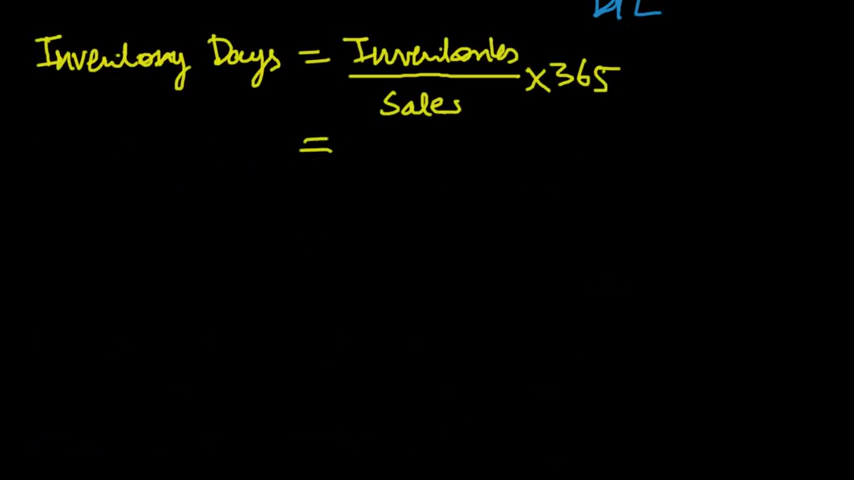 Inventory Days = Inventories / Sales x 365
=